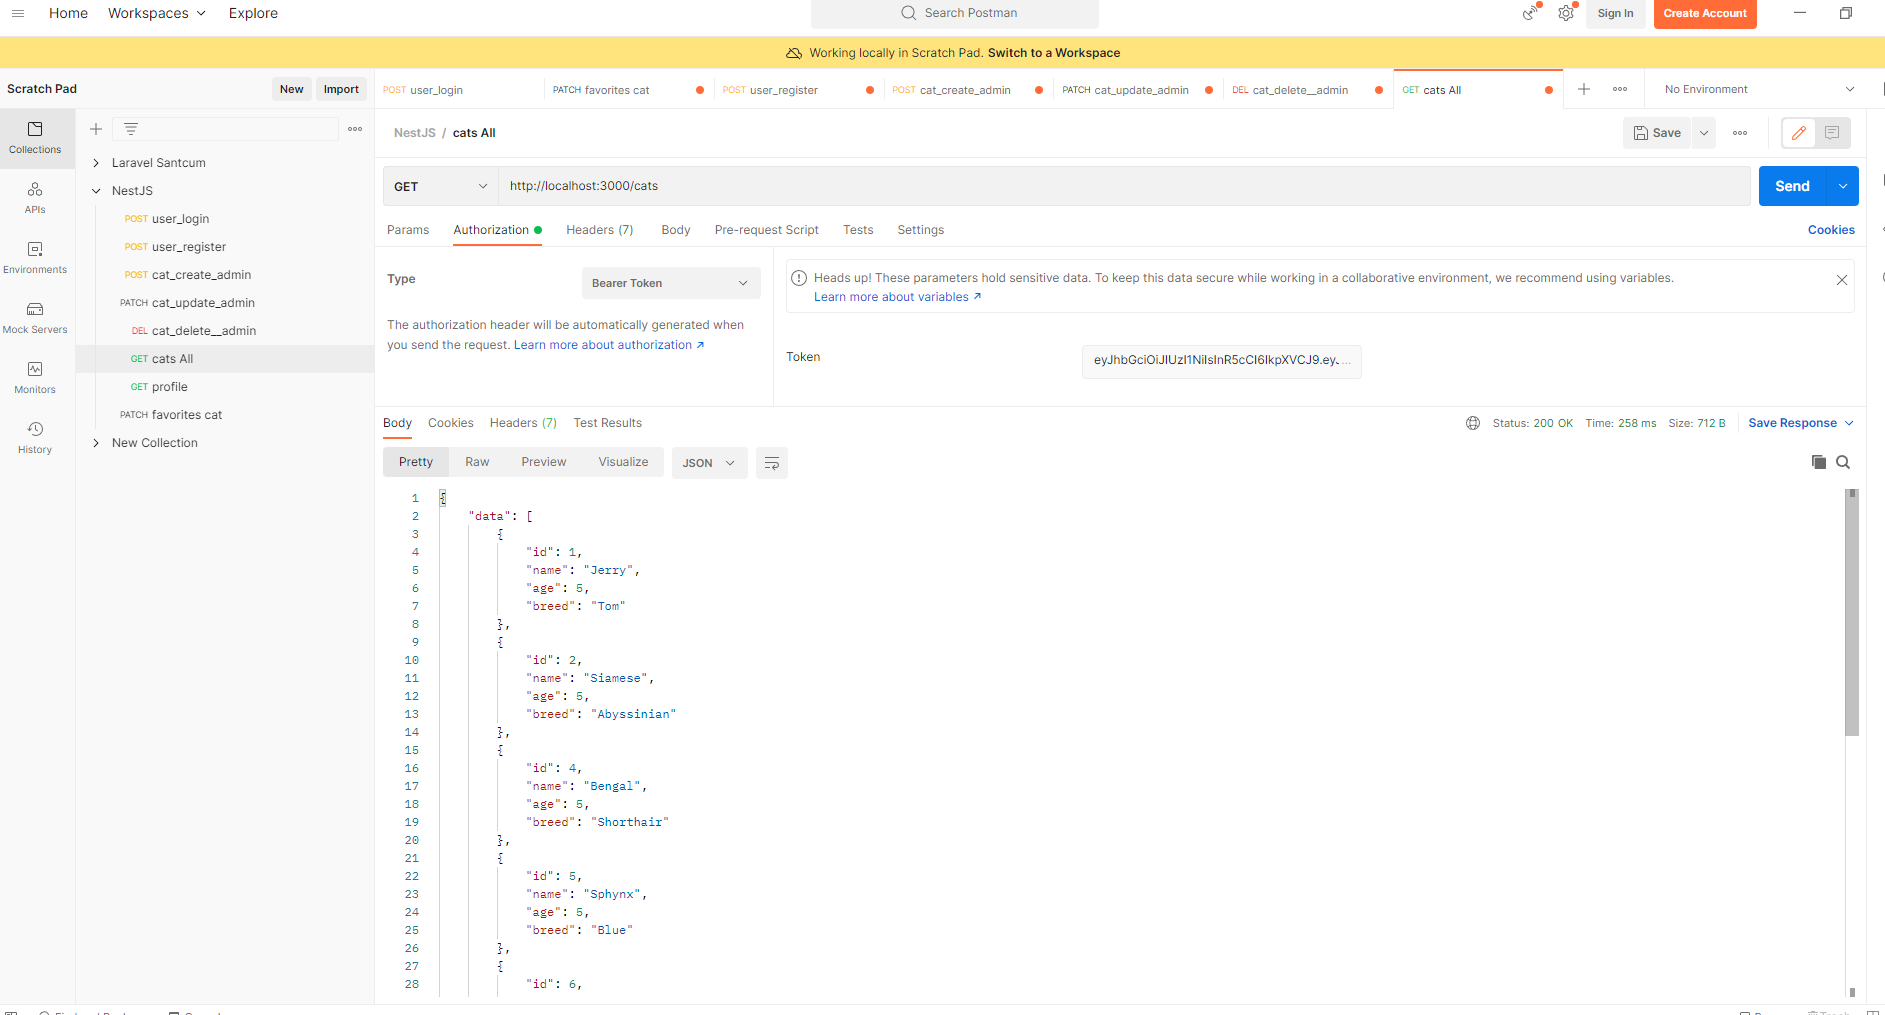 Home Workspaces Explore Search Postman Sign In Create Account
Working locally in Scratch Pad. Switch to a Workspace
Scratch Pad New Import
POST user_login PATCH favorites cat POST user_register POST cat_create_admin PATCH cat_update_admin DEL cat_delete__admin GET cats All No Environment
Collections
APIs
Environments
Mock Servers
Monitors
History
Laravel Santcum
NestJS
POST user_login
POST user_register
POST cat_create_admin
PATCH cat_update_admin
DEL cat_delete__admin
GET cats All
GET profile
PATCH favorites cat
New Collection
NestJS / cats All Save
GET http://localhost:3000/cats Send
Params Authorization Headers (7) Body Pre-request Script Tests Settings Cookies
Type Bearer Token
The authorization header will be automatically generated when
you send the request. Learn more about authorization ↗
Heads up! These parameters hold sensitive data. To keep this data secure while working in a collaborative environment, we recommend using variables.
Learn more about variables ↗
Token
Body Cookies Headers (7) Test Results Status: 200 OK Time: 258 ms Size: 712 B Save Response
Pretty Raw Preview Visualize JSON
1 {
2 "data": [
3 {
4 "id": 1,
5 "name": "Jerry",
6 "age": 5,
7 "breed": "Tom"
8 },
9 {
10 "id": 2,
11 "name": "Siamese",
12 "age": 5,
13 "breed": "Abyssinian"
14 },
15 {
16 "id": 4,
17 "name": "Bengal",
18 "age": 5,
19 "breed": "Shorthair"
20 },
21 {
22 "id": 5,
23 "name": "Sphynx",
24 "age": 5,
25 "breed": "Blue"
26 },
27 {
28 "id": 6,